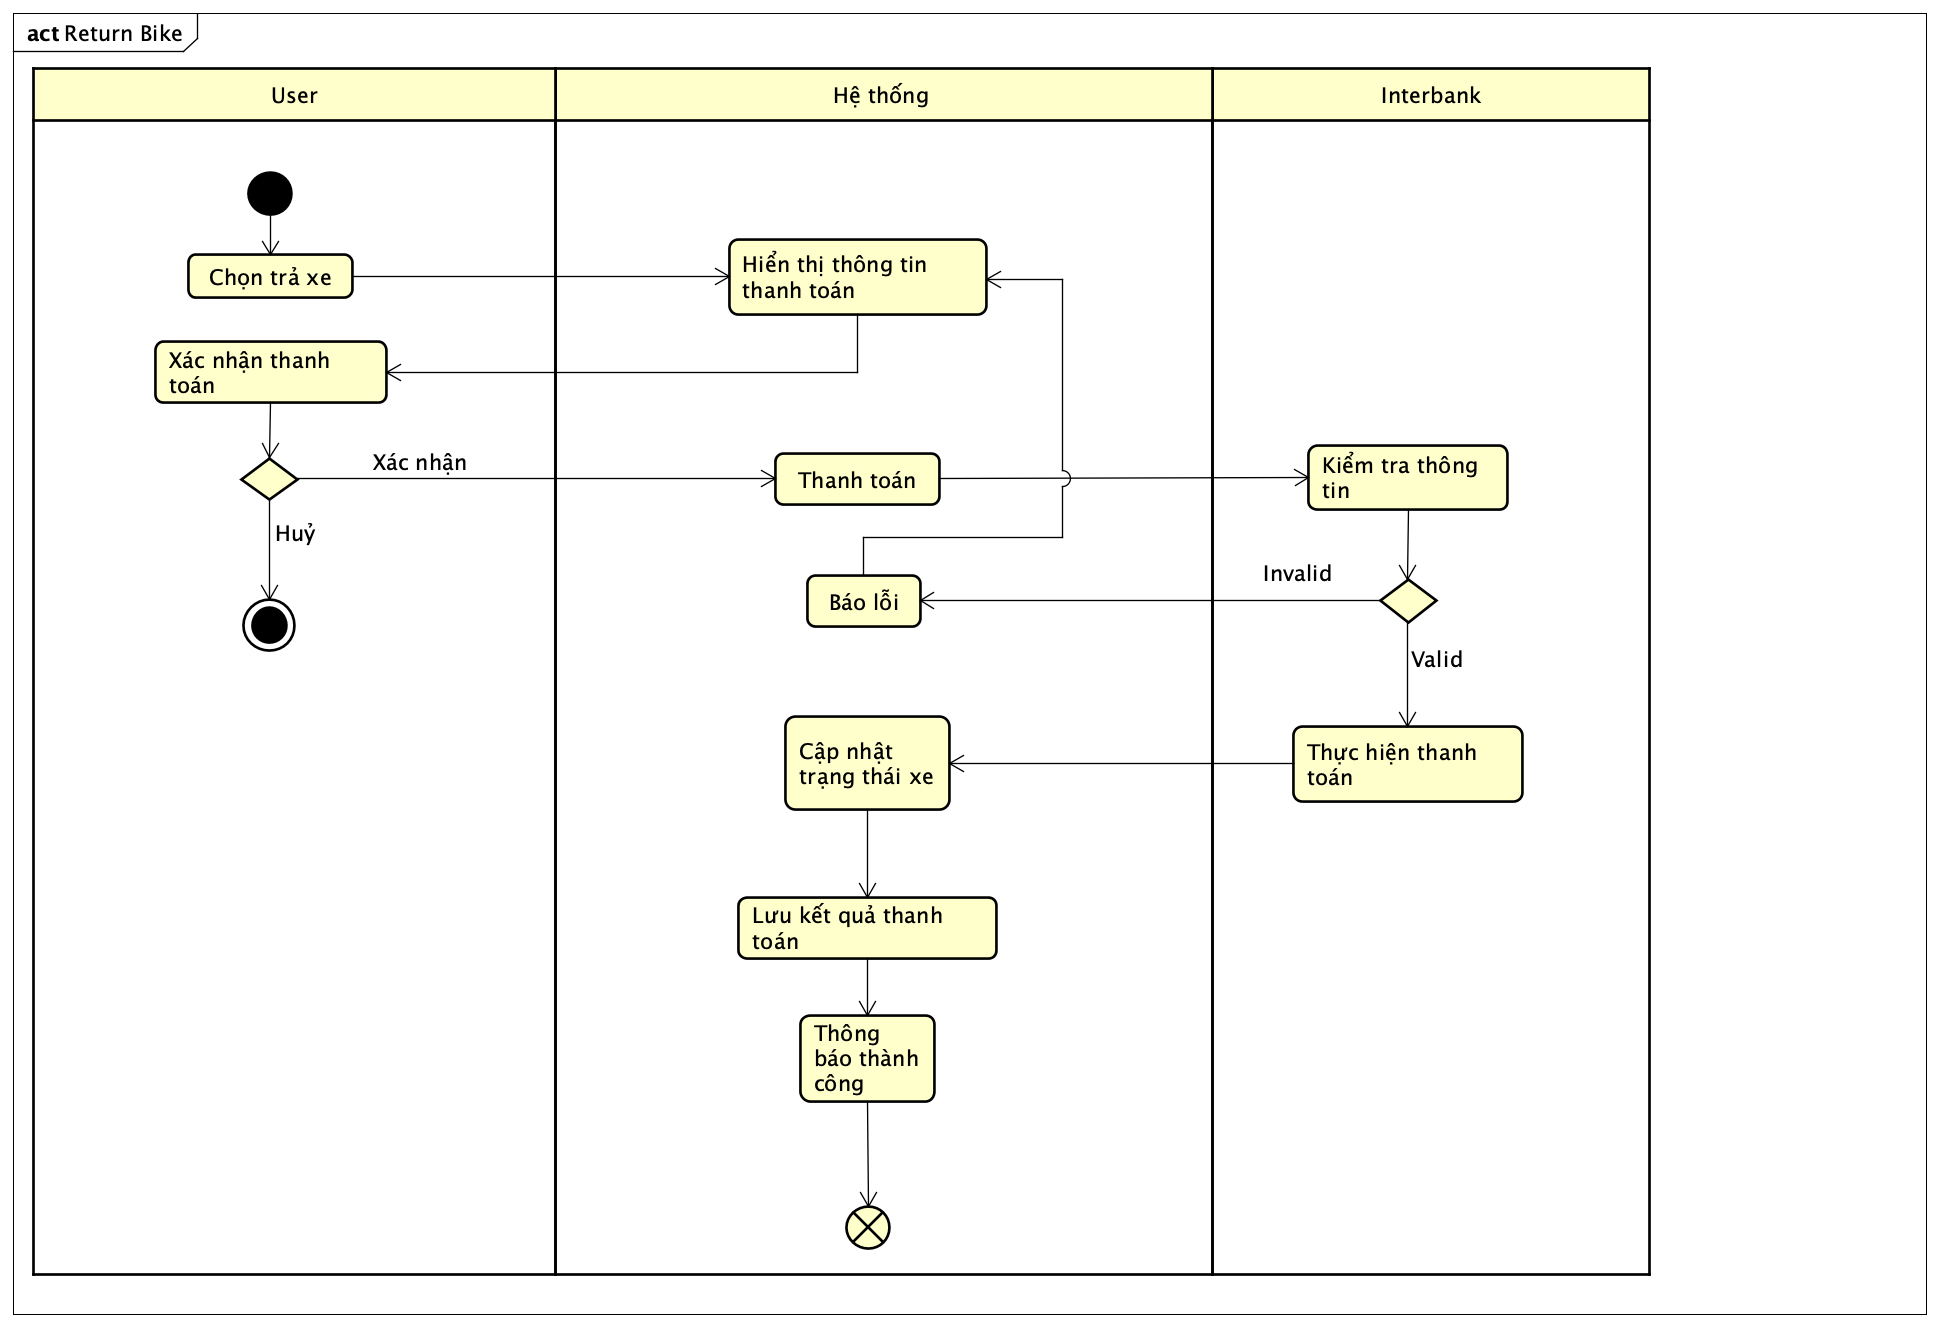 act Return Bike
User
Hệ thống
Interbank
Chọn trả xe
Hiển thị thông tin
thanh toán
Xác nhận thanh
toán
Xác nhận
Thanh toán
Kiểm tra thông
tin
Huỷ
Báo lỗi
Invalid
Valid
Cập nhật
trạng thái xe
Thực hiện thanh
toán
Lưu kết quả thanh
toán
Thông
báo thành
công